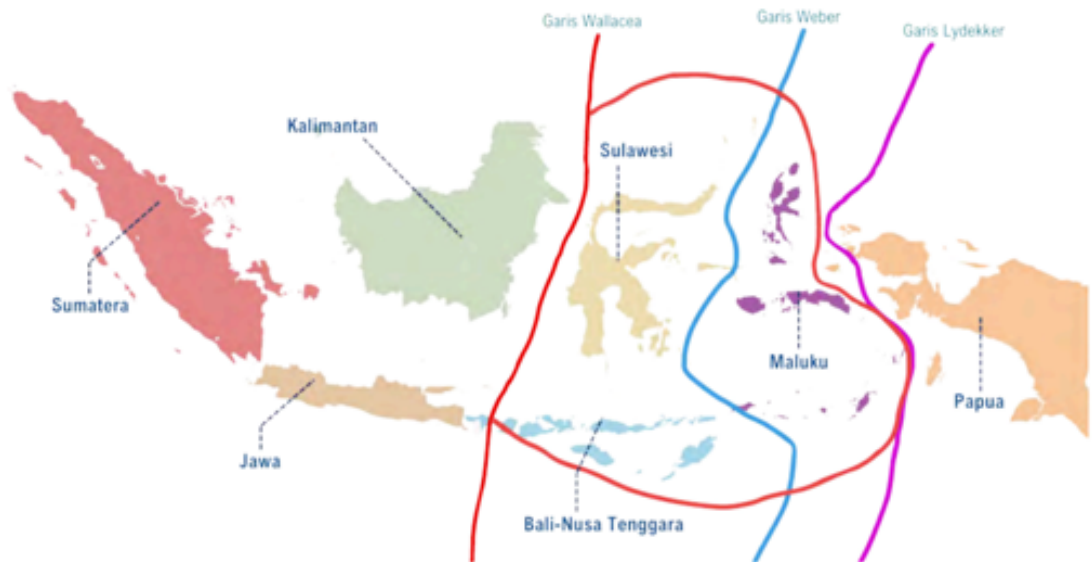 Garis Wallacea
Garis Weber
Garis Lydekker
Kalimantan
Sulawesi
Sumatera
Maluku
Papua
Jawa
Bali-Nusa Tenggara